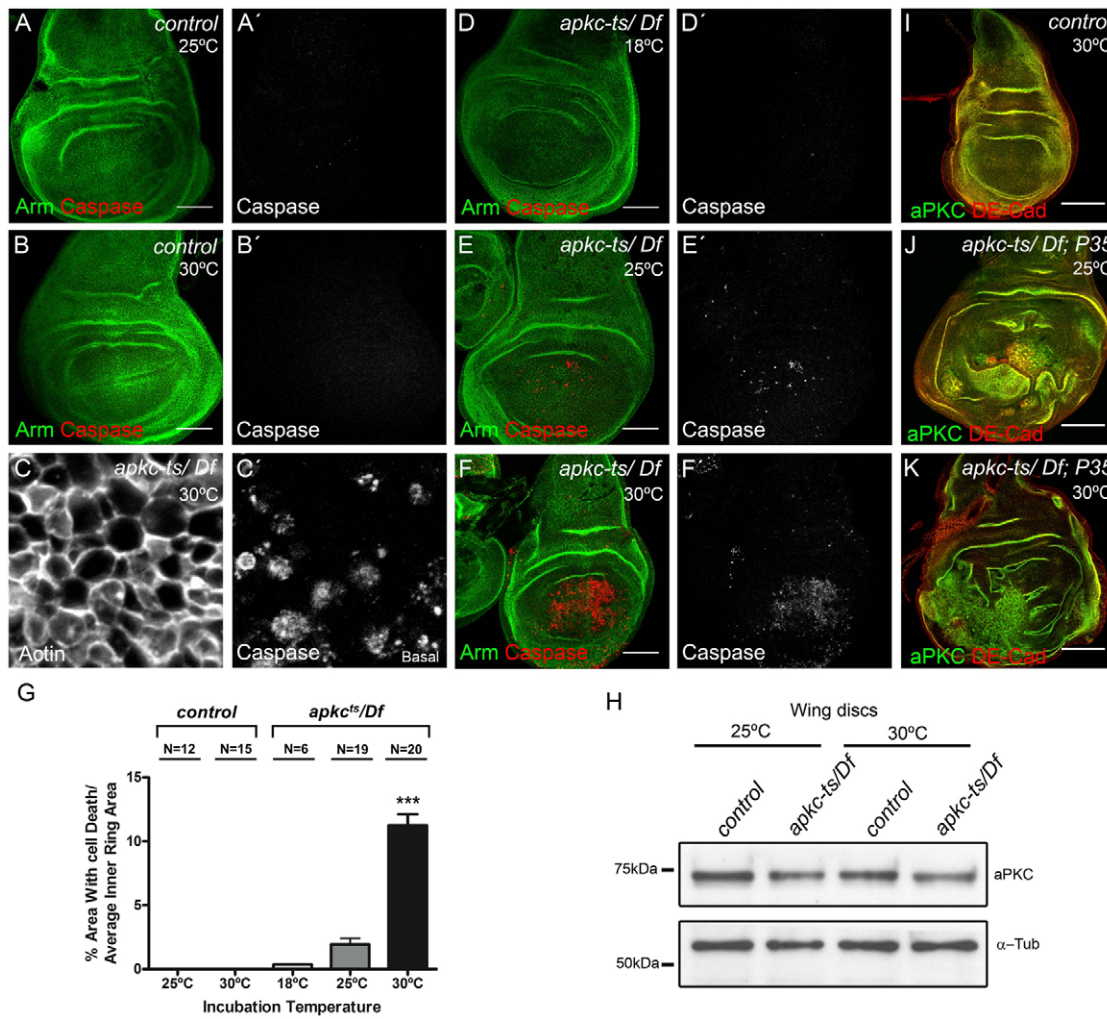 A control
25ºC
Arm Caspase
A´
Caspase
D apkc-ts/ Df
18ºC
Arm Caspase
D´
Caspase
I control
30ºC
aPKC DE-Cad
B control
30ºC
Arm Caspase
B´
Caspase
E apkc-ts/ Df
25ºC
Arm Caspase
E´
Caspase
J apkc-ts/ Df; P35
25ºC
aPKC DE-Cad
C apkc-ts/ Df
30ºC
Actin
C´
Caspase Basal
F apkc-ts/ Df
30ºC
Arm Caspase
F´
Caspase
K apkc-ts/ Df; P35
30ºC
aPKC DE-Cad
G
control apkcts/Df
N=12 N=15 N=6 N=19 N=20
% Area With cell Death/
Average Inner Ring Area
15
10
5
0
***
25ºC 30ºC 18ºC 25ºC 30ºC
Incubation Temperature
H
Wing discs
25ºC 30ºC
control apkc-ts/Df control apkc-ts/Df
75kDa aPKC
α-Tub
50kDa